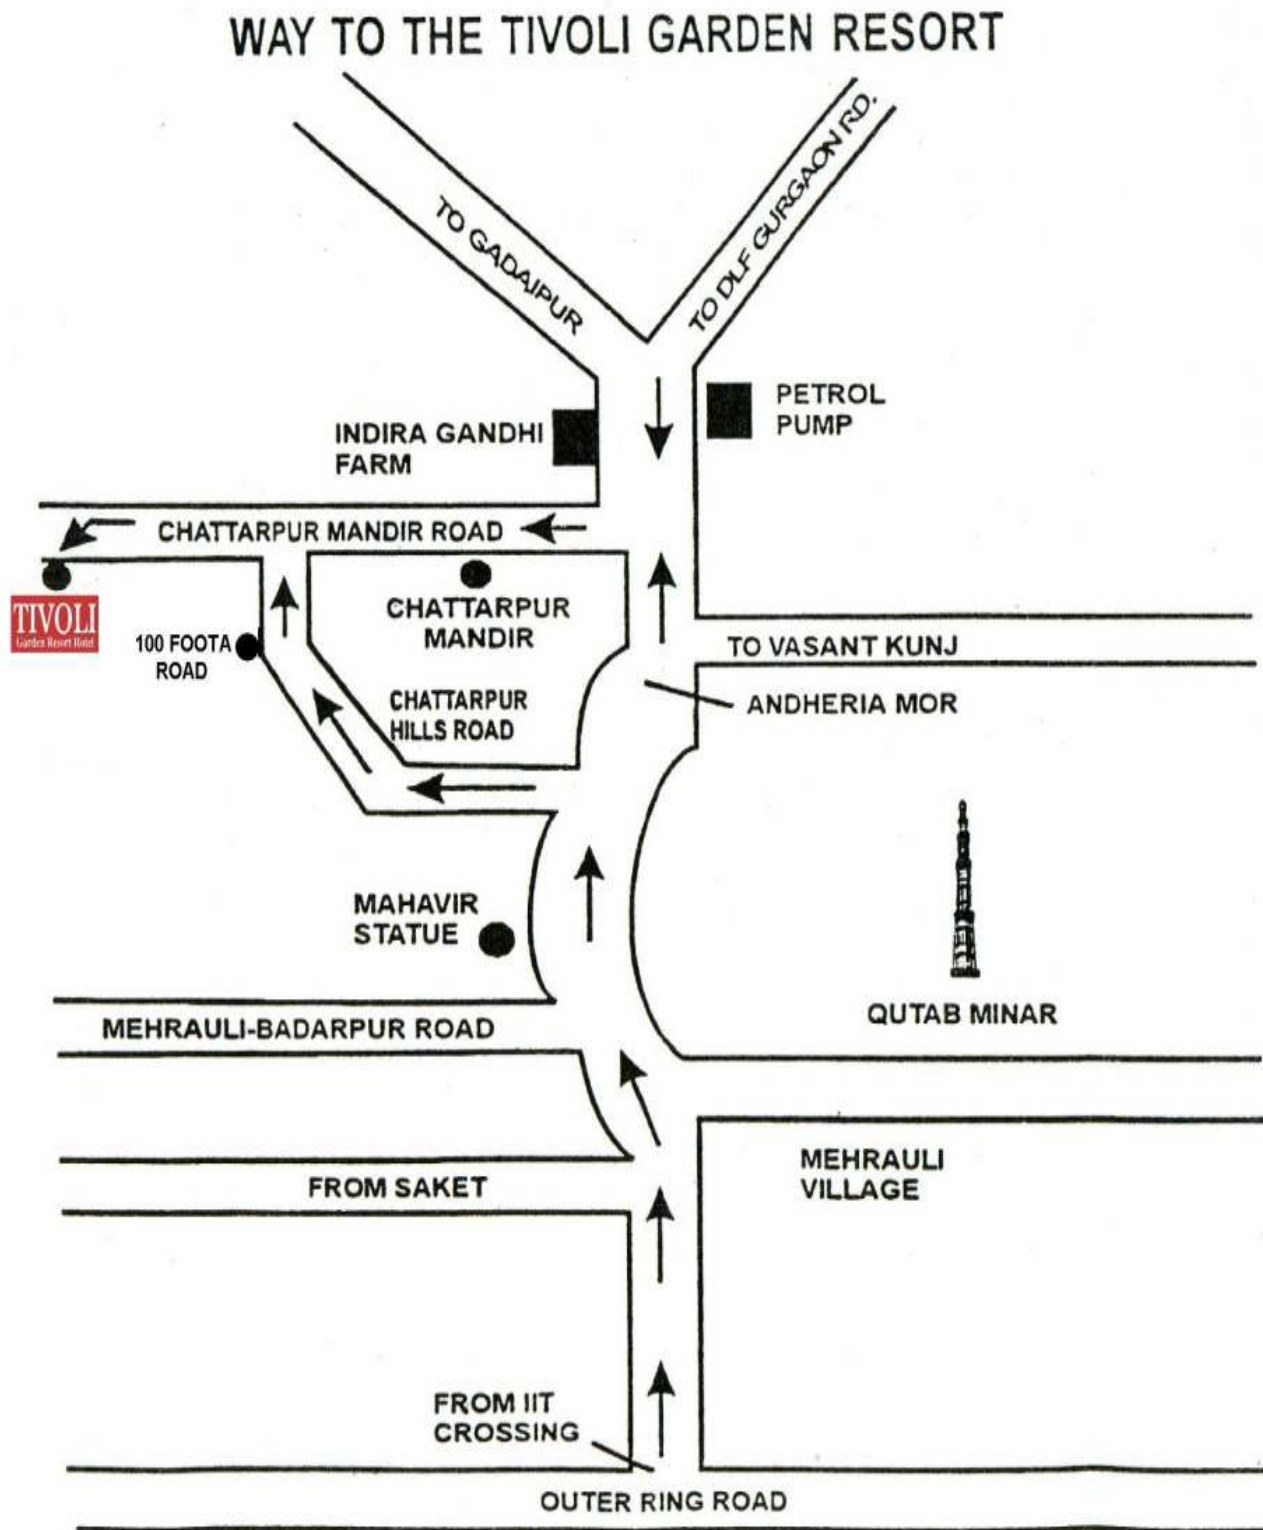 WAY TO THE TIVOLI GARDEN RESORT
TO GADAIPUR
TO DLF GURGAON RD.
PETROL
PUMP
INDIRA GANDHI
FARM
CHATTARPUR MANDIR ROAD
TIVOLI
Garden Resort Hotel
100 FOOTA
ROAD
CHATTARPUR
MANDIR
TO VASANT KUNJ
CHATTARPUR
HILLS ROAD
ANDHERIA MOR
MAHAVIR
STATUE
QUTAB MINAR
MEHRAULI-BADARPUR ROAD
MEHRAULI
VILLAGE
FROM SAKET
FROM IIT
CROSSING
OUTER RING ROAD